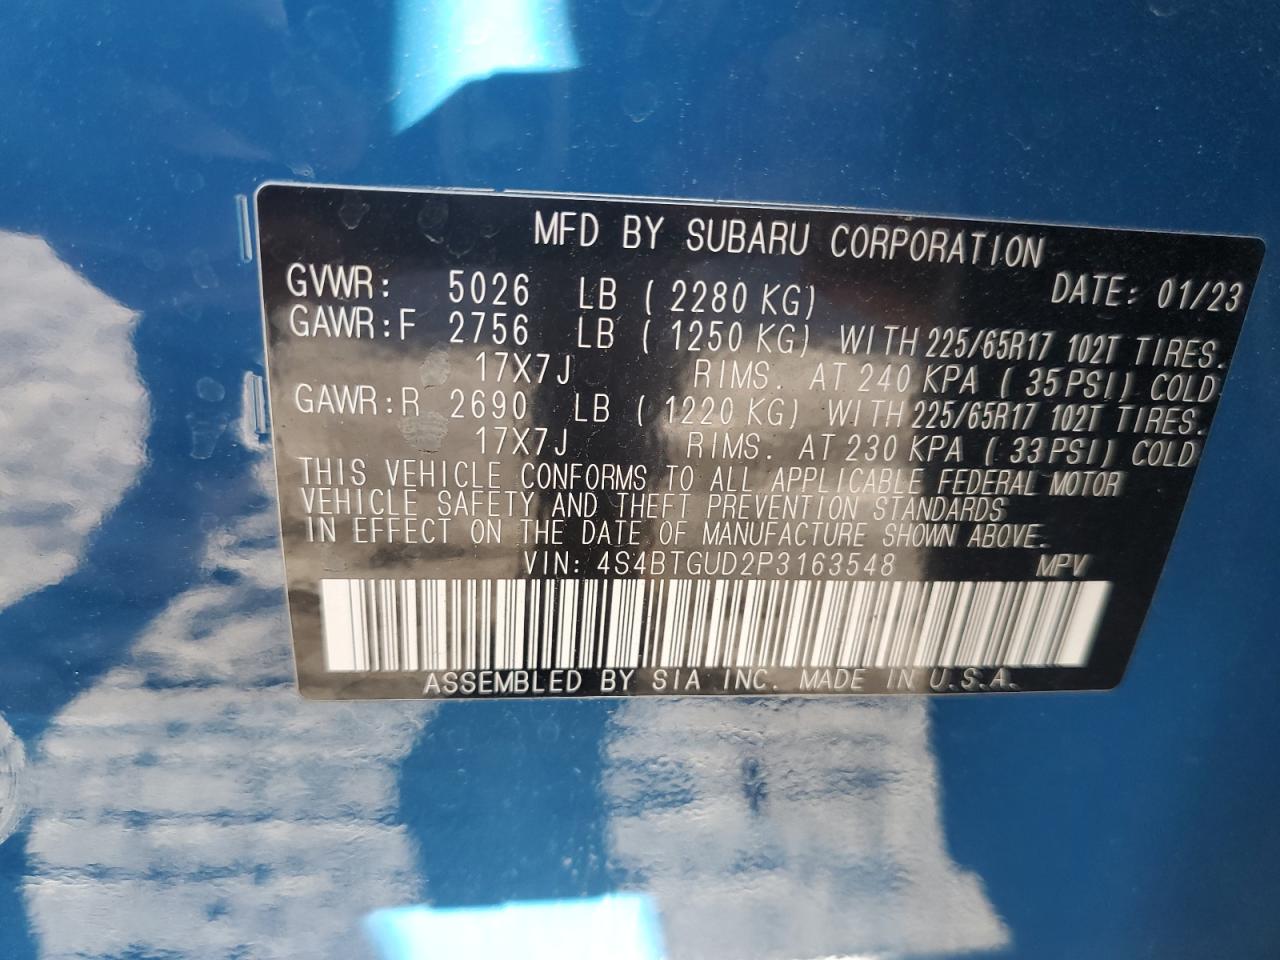 MFD BY SUBARU CORPORATION
DATE: 01/23
GVWR: 5026 LB ( 2280 KG)
GAWR:F 2756 LB ( 1250 KG) WITH 225/65R17 102T TIRES.
17X7J RIMS. AT 240 KPA ( 35 PSI) COLD
GAWR:R 2690 LB ( 1220 KG) WITH 225/65R17 102T TIRES.
17X7J RIMS. AT 230 KPA ( 33 PSI) COLD
THIS VEHICLE CONFORMS TO ALL APPLICABLE FEDERAL MOTOR
VEHICLE SAFETY AND THEFT PREVENTION STANDARDS
IN EFFECT ON THE DATE OF MANUFACTURE SHOWN ABOVE.
VIN: 4S4BTGUD2P3163548 MPV
ASSEMBLED BY SIA INC. MADE IN U.S.A.